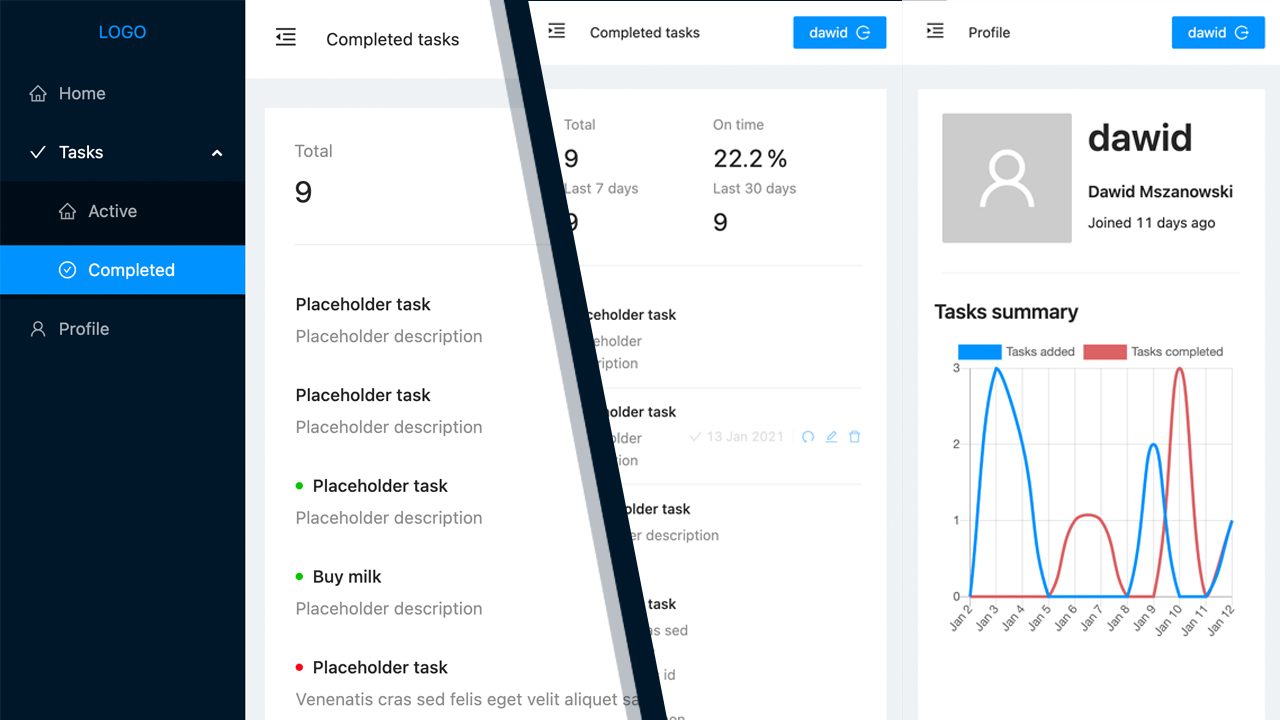 LOGO
Home
Tasks
Active
Completed
Profile
Completed tasks
Total
9
Placeholder task
Placeholder description
Placeholder task
Placeholder description
Placeholder task
Placeholder description
Buy milk
Placeholder description
Placeholder task
Venenatis cras sed felis eget velit aliquet sa
Completed tasks
dawid
Total
On time
9
22.2 %
Last 7 days
Last 30 days
9
9
ceholder task
eholder
ription
holder task
older
ion
13 Jan 2021
older task
er description
task
as sed
id
on
Profile
dawid
dawid
Dawid Mszanowski
Joined 11 days ago
Tasks summary
Tasks added
Tasks completed
3
2
1
0
Jan 2
Jan 3
Jan 4
Jan 5
Jan 6
Jan 7
Jan 8
Jan 9
Jan 10
Jan 11
Jan 12